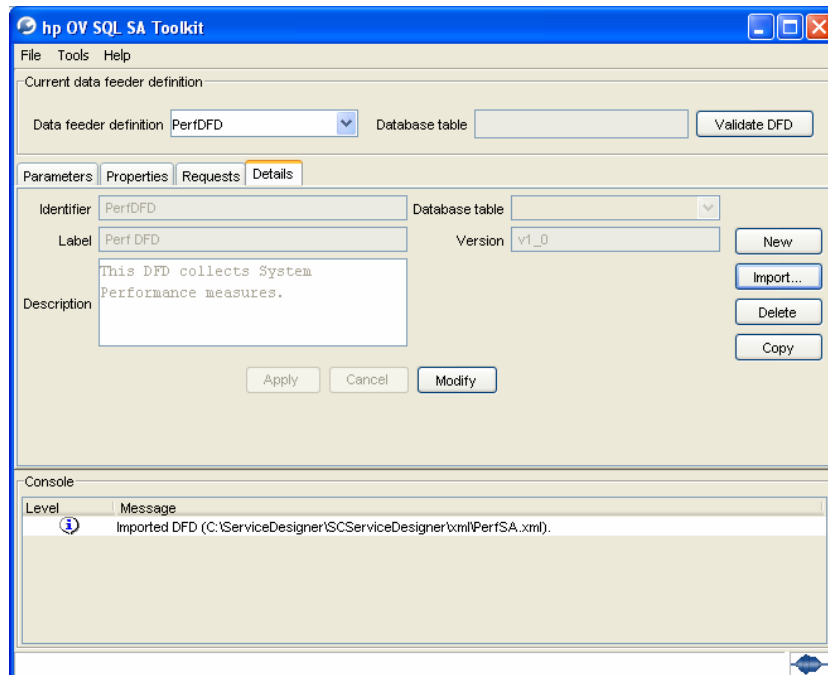 hp OV SQL SA Toolkit
File Tools Help
Current data feeder definition
Data feeder definition PerfDFD Database table Validate DFD
Parameters Properties Requests Details
Identifier PerfDFD Database table
Label Perf DFD Version v1_0 New
This DFD collects System
Performance measures.
Description
Import...
Delete
Copy
Apply Cancel Modify
Console
Level Message
Imported DFD (C:\ServiceDesigner\SCServiceDesigner\xml\PerfSA.xml).